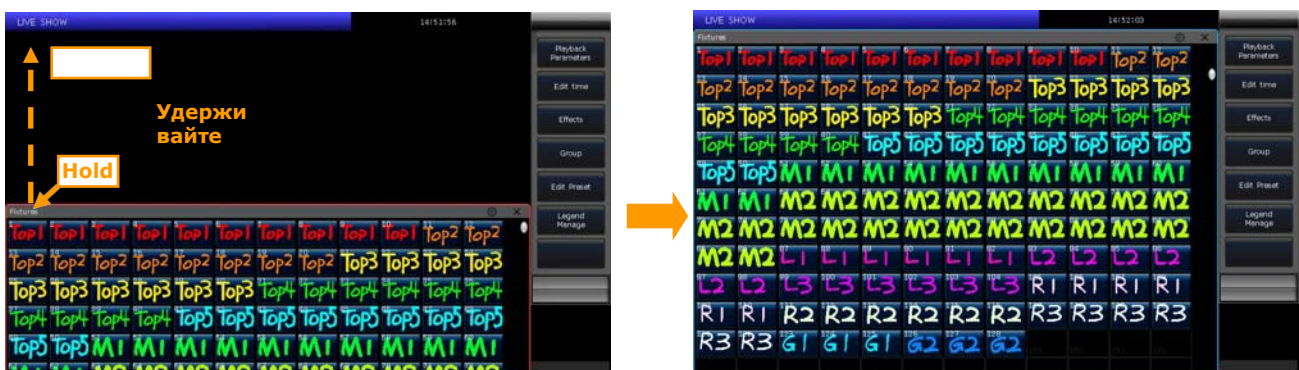 LIVE SHOW
14:51:56
Удержи
вайте
Hold
Playback
Parameters
Edit time
Effects
Group
Edit Preset
Legend
Manage
Fixtures
Top1 Top1 Top1 Top1 Top1 Top1 Top1 Top1 Top1 Top1 Top2 Top2
Top2 Top2 Top2 Top2 Top2 Top2 Top2 Top2 Top3 Top3 Top3 Top3
Top3 Top3 Top3 Top3 Top3 Top3 Top4 Top4 Top4 Top4 Top4 Top4
Top4 Top4 Top4 Top4 Top5 Top5 Top5 Top5 Top5 Top5 Top5 Top5
Top5 Top5 M1 M1 M1 M1 M1 M1 M1 M1 M1 M1
LIVE SHOW
14:52:03
Fixtures
Top1 Top1 Top1 Top1 Top1 Top1 Top1 Top1 Top1 Top1 Top2 Top2
Top2 Top2 Top2 Top2 Top2 Top2 Top2 Top2 Top3 Top3 Top3 Top3
Top3 Top3 Top3 Top3 Top3 Top3 Top4 Top4 Top4 Top4 Top4 Top4
Top4 Top4 Top4 Top4 Top5 Top5 Top5 Top5 Top5 Top5 Top5 Top5
Top5 Top5 M1 M1 M1 M1 M1 M1 M1 M1 M1 M1
M1 M1 M2 M2 M2 M2 M2 M2 M2 M2 M2 M2
M2 M2 M2 M2 M2 M2 M2 M2 M2 M2 M2 M2
M2 M2 L1 L1 L1 L1 L1 L1 L2 L2 L2 L2
L2 L2 L3 L3 L3 L3 L3 L3 R1 R1 R1 R1
R1 R1 R2 R2 R2 R2 R2 R2 R3 R3 R3 R3
R3 R3 G1 G1 G1 G2 G2 G2
Playback
Parameters
Edit time
Effects
Group
Edit Preset
Legend
Manage